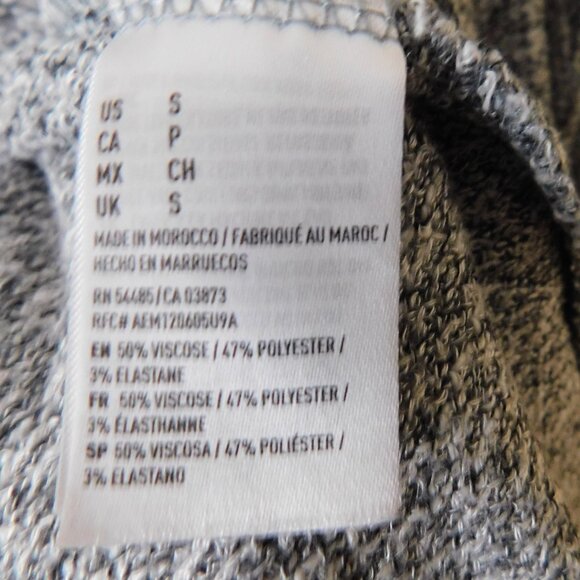 US S
CA P
MX CH
UK S
MADE IN MOROCCO / FABRIQUÉ AU MAROC /
HECHO EN MARRUECOS
RN 54485/CA 03873
RFC# AEM120605U9A
EN 50% VISCOSE / 47% POLYESTER /
3% ELASTANE
FR 50% VISCOSE / 47% POLYESTER /
3% ÉLASTHANNE
SP 50% VISCOSA / 47% POLIÉSTER /
3% ELASTANO